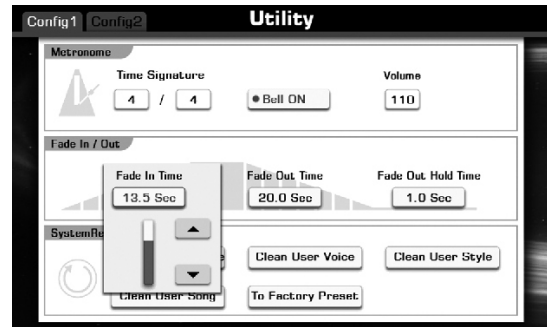 Config1 Config2 Utility
Metronome
Time Signature Volume
4 / 4 Bell ON 110
Fade In / Out
Fade In Time Fade Out Time Fade Out Hold Time
13.5 Sec 20.0 Sec 1.0 Sec
SystemRe
Clean User Voice Clean User Style
Clean User Song To Factory Preset